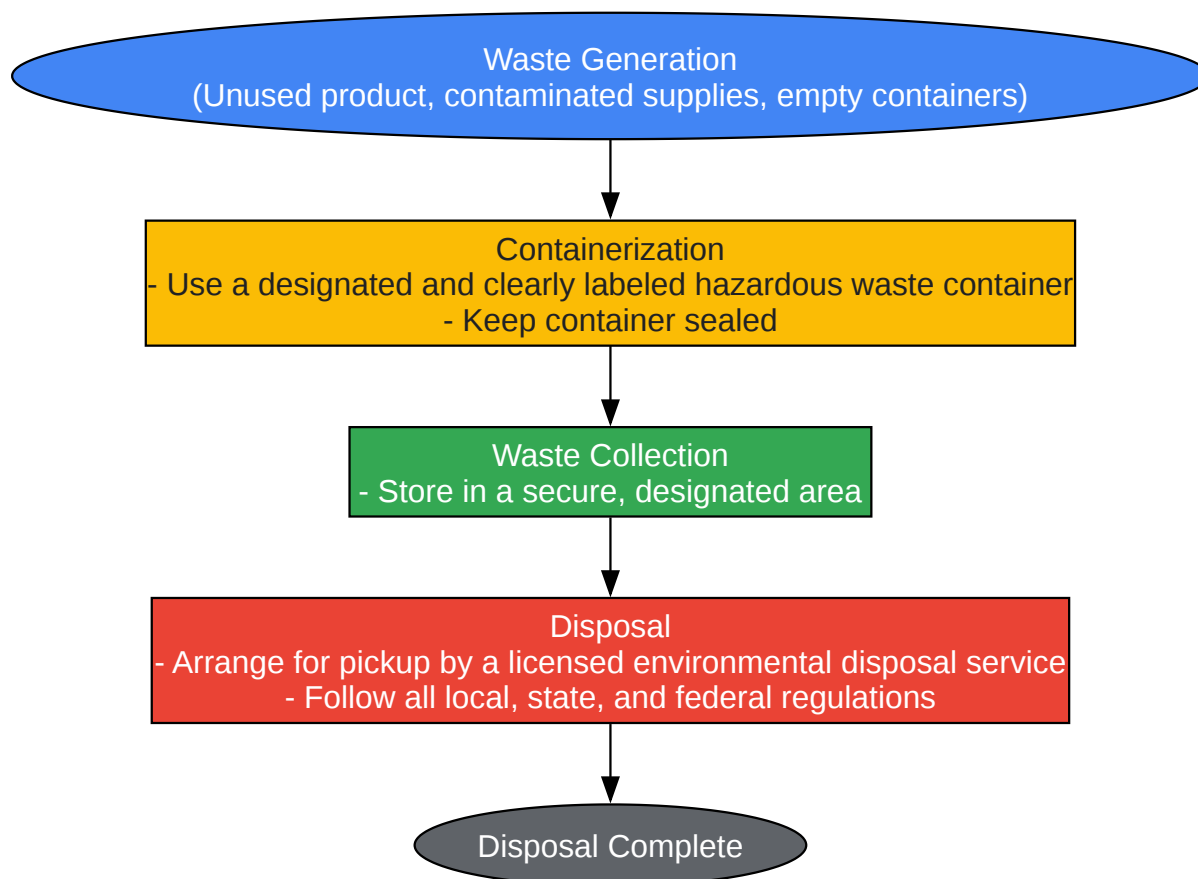 Waste Generation
(Unused product, contaminated supplies, empty containers)
Containerization
- Use a designated and clearly labeled hazardous waste container
- Keep container sealed
Waste Collection
- Store in a secure, designated area
Disposal
- Arrange for pickup by a licensed environmental disposal service
- Follow all local, state, and federal regulations
Disposal Complete